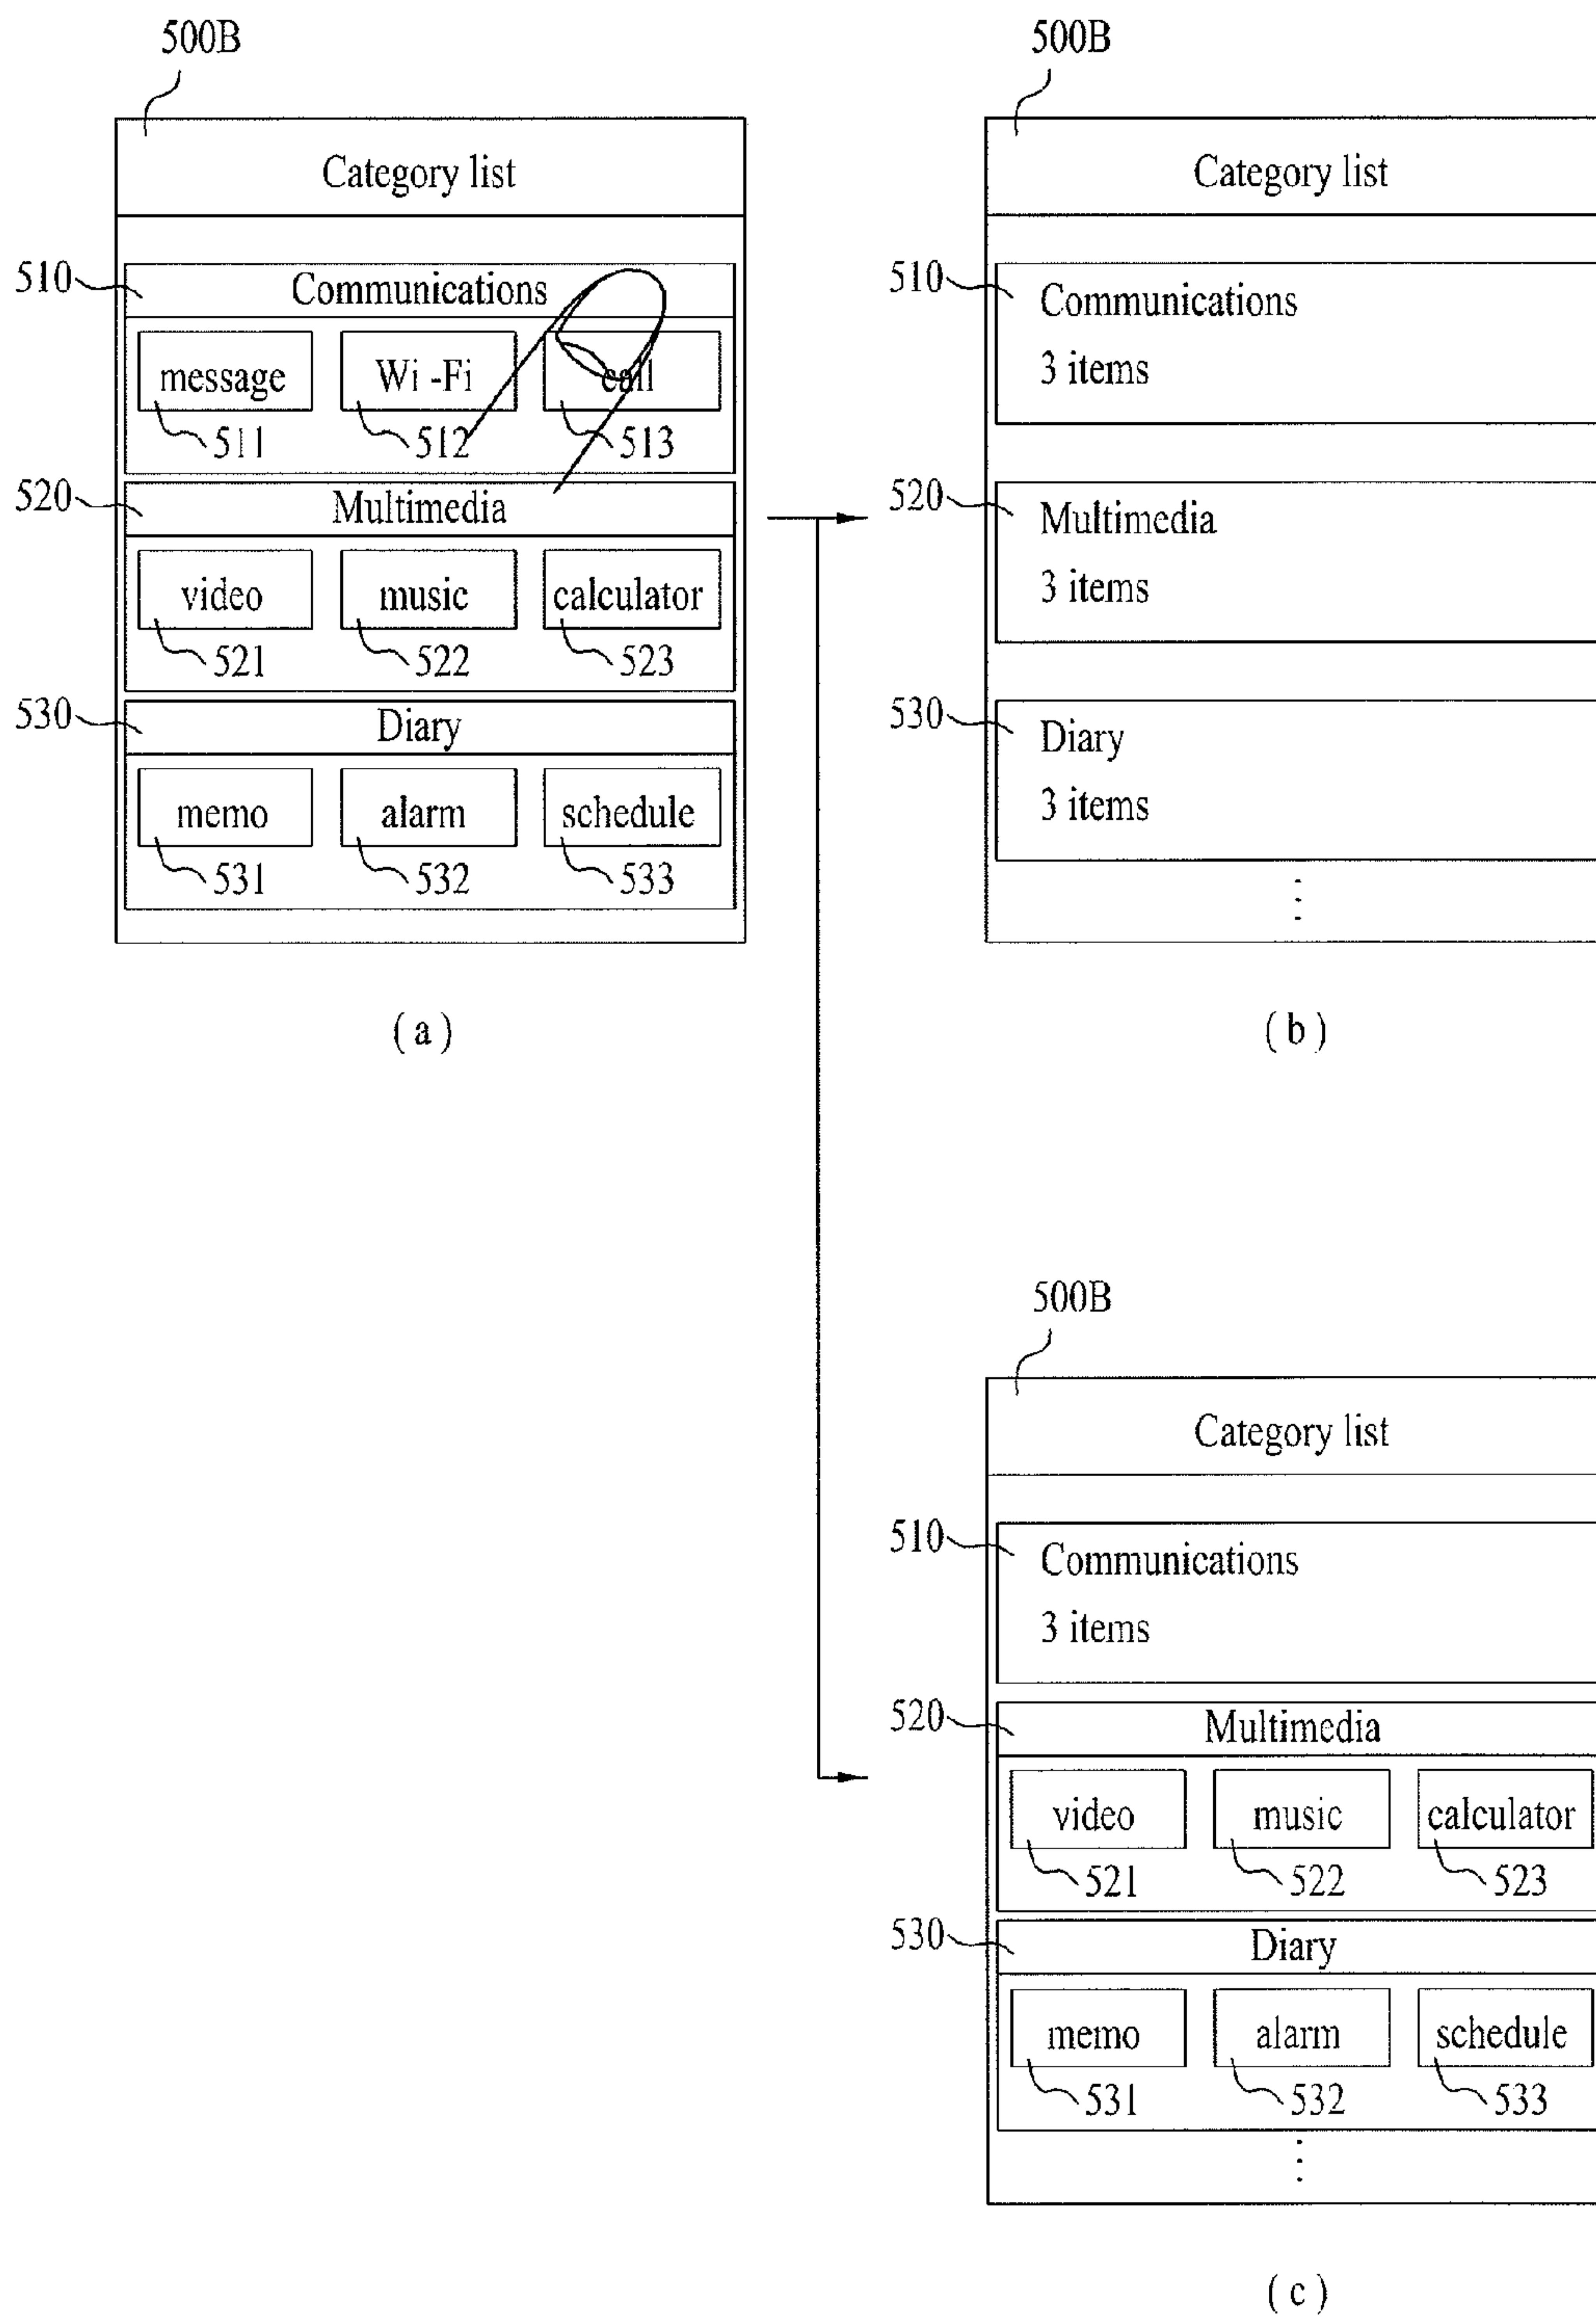 500B
Category list
510
Communications
message Wi-Fi call
511 512 513
520
Multimedia
video music calculator
521 522 523
530
Diary
memo alarm schedule
531 532 533
(a)
500B
Category list
510
Communications
3 items
520
Multimedia
3 items
530
Diary
3 items
(b)
500B
Category list
510
Communications
3 items
520
Multimedia
video music calculator
521 522 523
530
Diary
memo alarm schedule
531 532 533
(c)